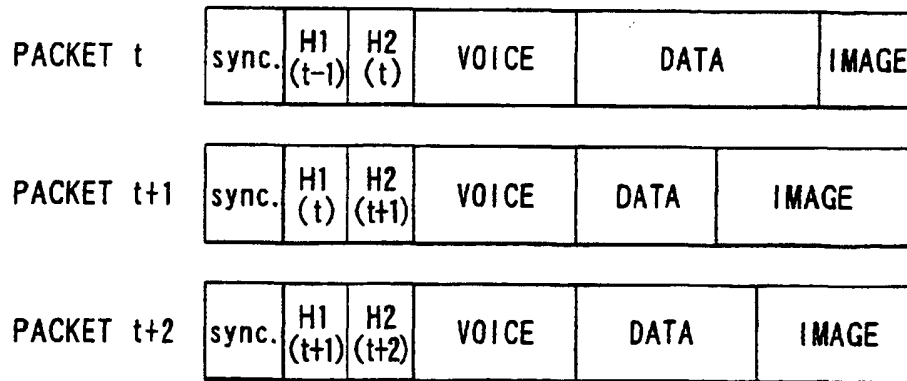 PACKET t sync. H1 (t-1) H2 (t) VOICE DATA IMAGE
PACKET t+1 sync. H1 (t) H2 (t+1) VOICE DATA IMAGE
PACKET t+2 sync. H1 (t+1) H2 (t+2) VOICE DATA IMAGE